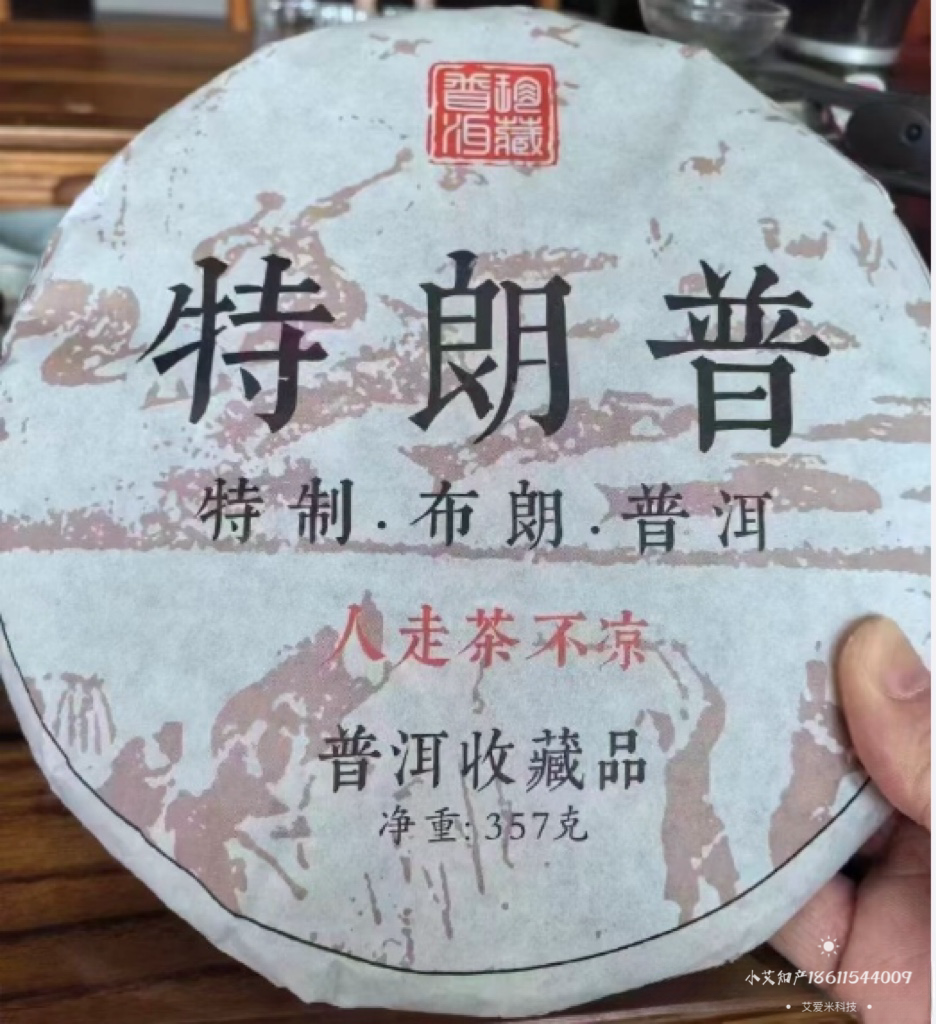 普洱
珍藏
特朗普
特制·布朗·普洱
人走茶不凉
普洱收藏品
净重: 357克
小艾知产18611544009
• 艾爱米科技 •